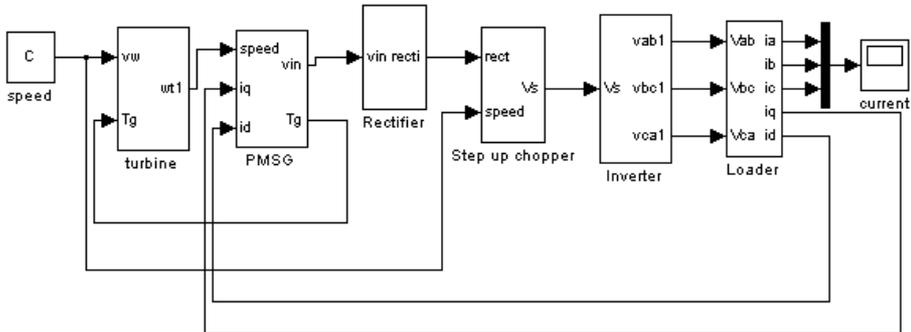 C
speed
vw
wt1
Tg
turbine
speed
vin
iq
Tg
id
PMSG
vin recti
Rectifier
rect
Vs
speed
Step up chopper
vab1
Vs vbc1
vca1
Inverter
Vab ia
ib
Vbc ic
iq
Vca id
Loader
current